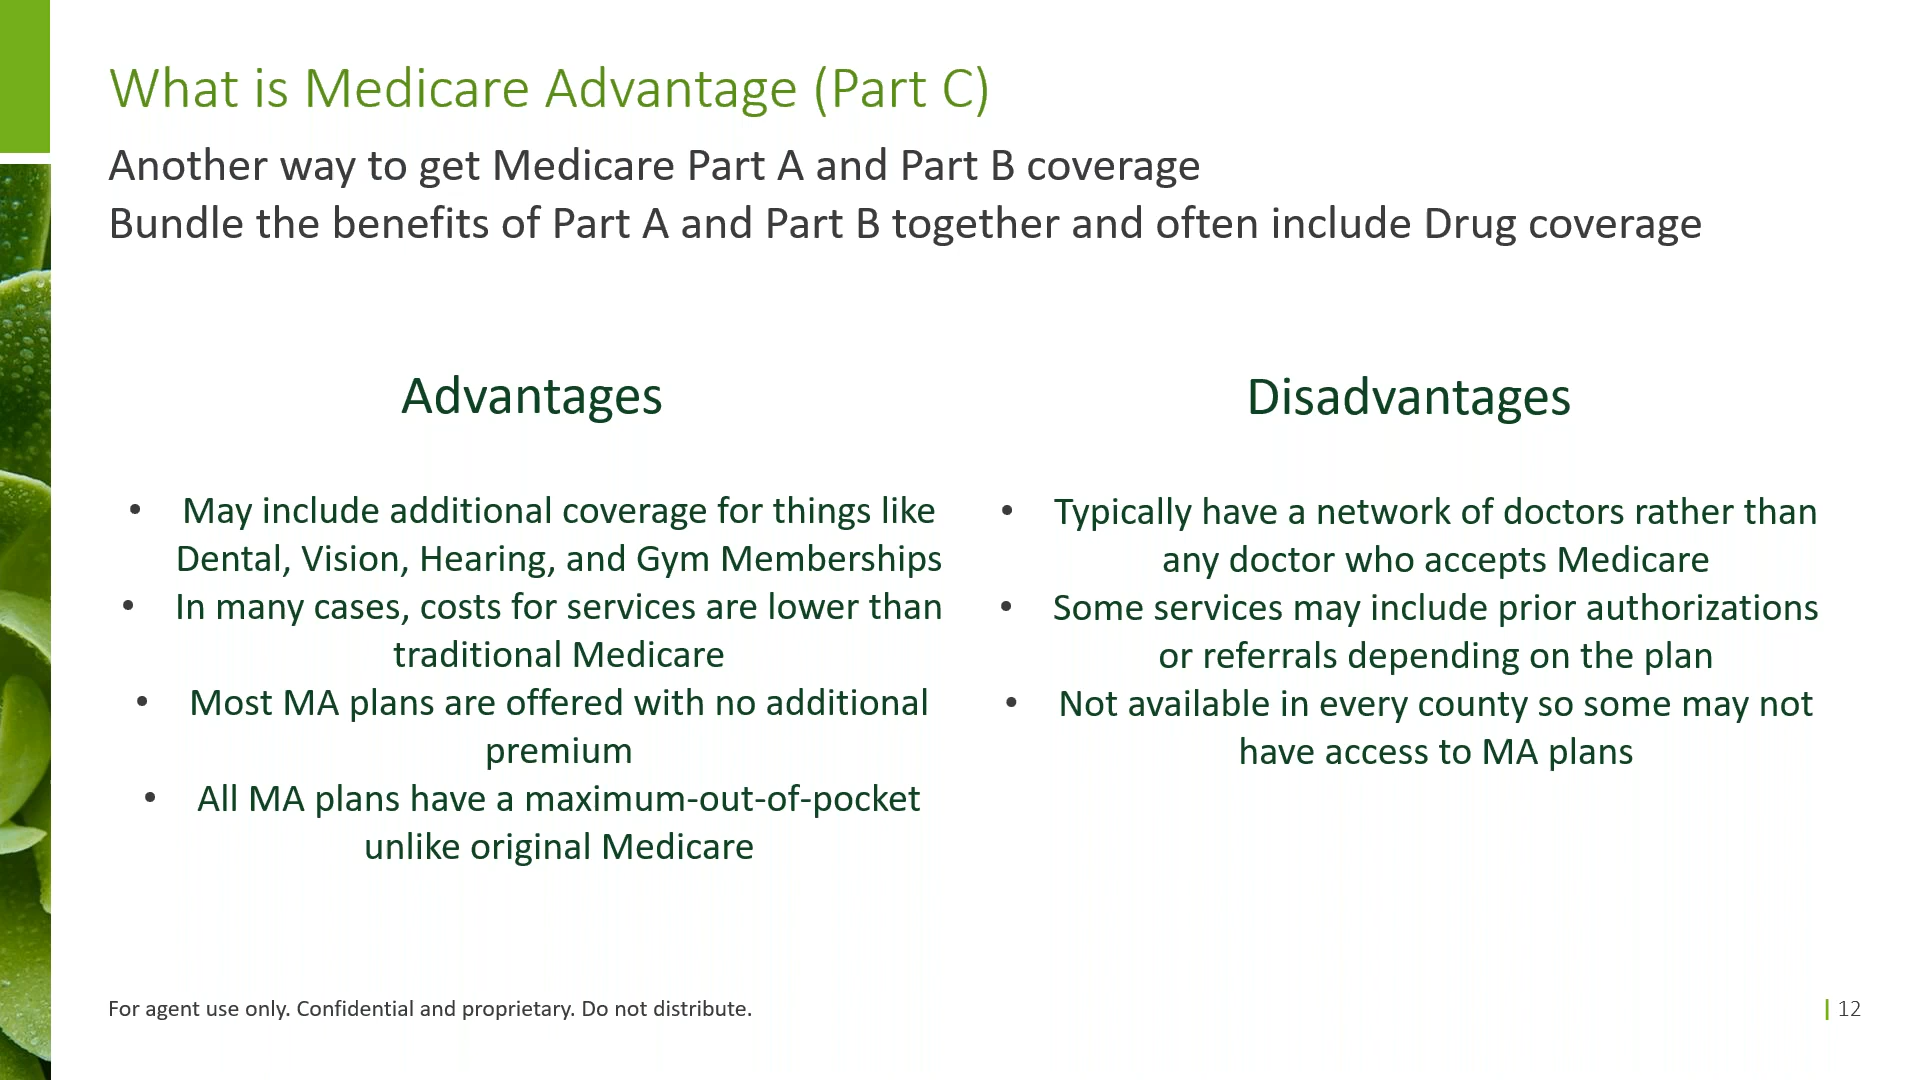 What is Medicare Advantage (Part C)
Another way to get Medicare Part A and Part B coverage
Bundle the benefits of Part A and Part B together and often include Drug coverage
Advantages
• May include additional coverage for things like
Dental, Vision, Hearing, and Gym Memberships
• In many cases, costs for services are lower than
traditional Medicare
• Most MA plans are offered with no additional
premium
• All MA plans have a maximum-out-of-pocket
unlike original Medicare
Disadvantages
• Typically have a network of doctors rather than
any doctor who accepts Medicare
• Some services may include prior authorizations
or referrals depending on the plan
• Not available in every county so some may not
have access to MA plans
For agent use only. Confidential and proprietary. Do not distribute.
| 12